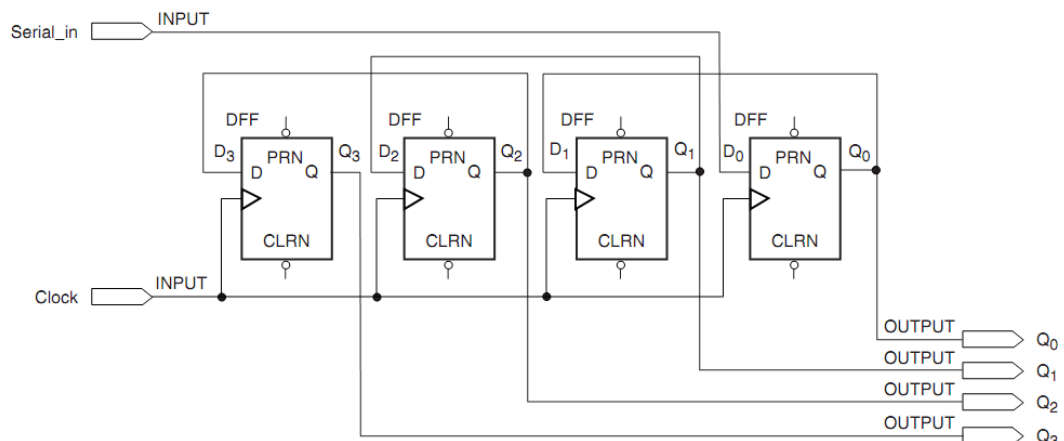 Serial_in INPUT
DFF DFF DFF DFF
D3 PRN Q3 D2 PRN Q2 D1 PRN Q1 D0 PRN Q0
D Q D Q D Q D Q
CLRN CLRN CLRN CLRN
Clock INPUT
OUTPUT Q0
OUTPUT Q1
OUTPUT Q2
OUTPUT Q3